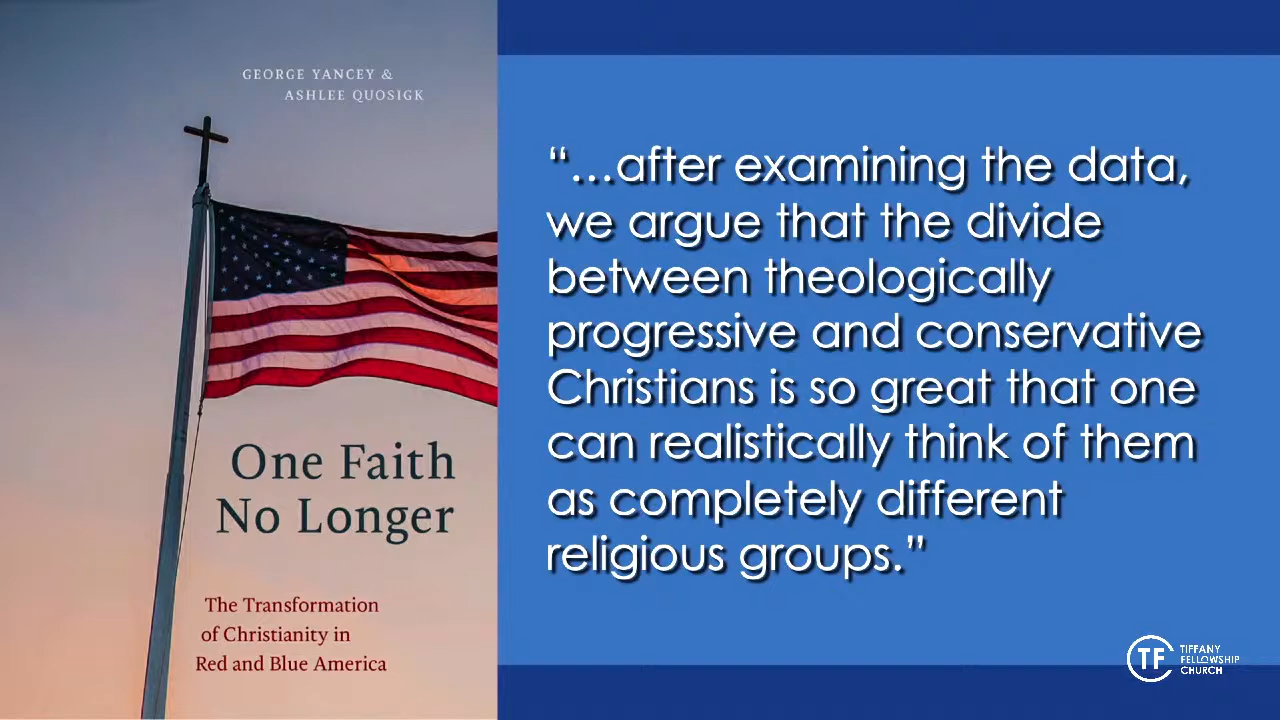 GEORGE YANCEY &
ASHLEE QUOSIGK
One Faith
No Longer
The Transformation
of Christianity in
Red and Blue America
“...after examining the data,
we argue that the divide
between theologically
progressive and conservative
Christians is so great that one
can realistically think of them
as completely different
religious groups.”
TF
TIFFANY
FELLOWSHIP
CHURCH